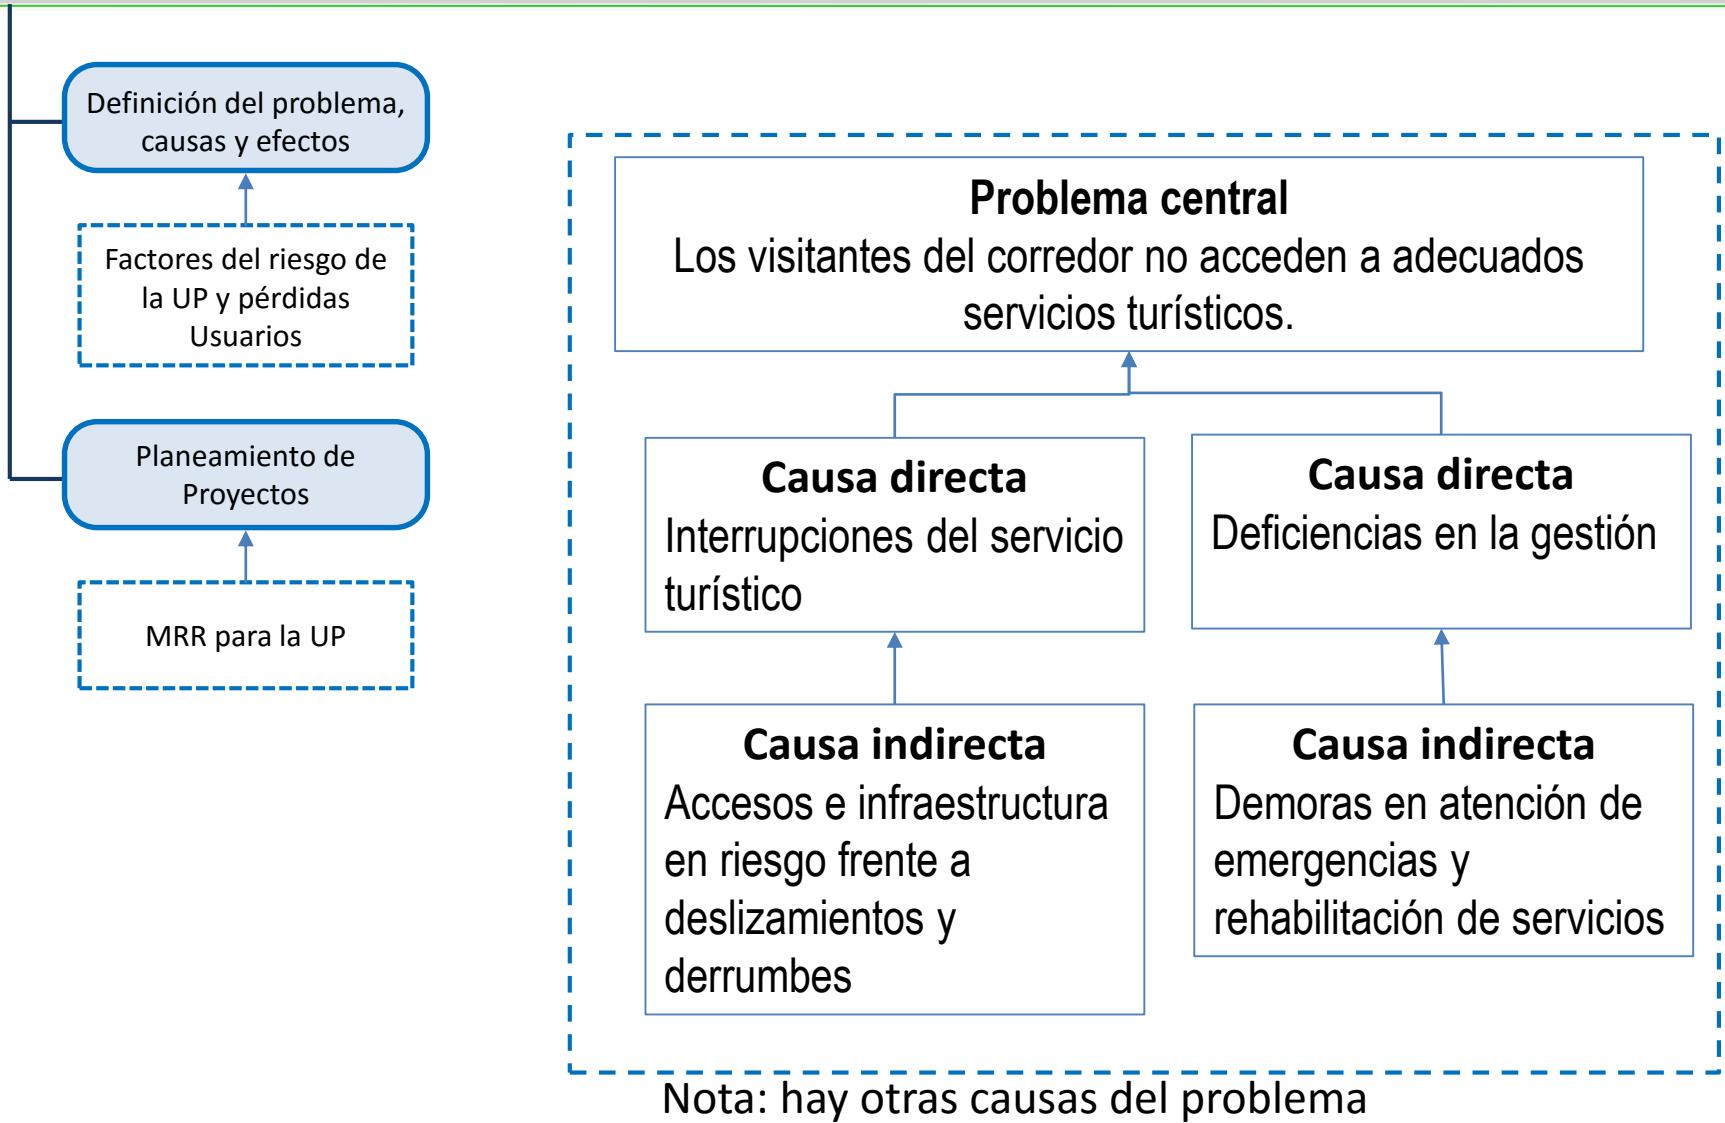 Definición del problema,
causas y efectos
Factores del riesgo de
la UP y pérdidas
Usuarios
Planeamiento de
Proyectos
MRR para la UP
Problema central
Los visitantes del corredor no acceden a adecuados
servicios turísticos.
Causa directa
Interrupciones del servicio
turístico
Causa directa
Deficiencias en la gestión
Causa indirecta
Accesos e infraestructura
en riesgo frente a
deslizamientos y
derrumbes
Causa indirecta
Demoras en atención de
emergencias y
rehabilitación de servicios
Nota: hay otras causas del problema